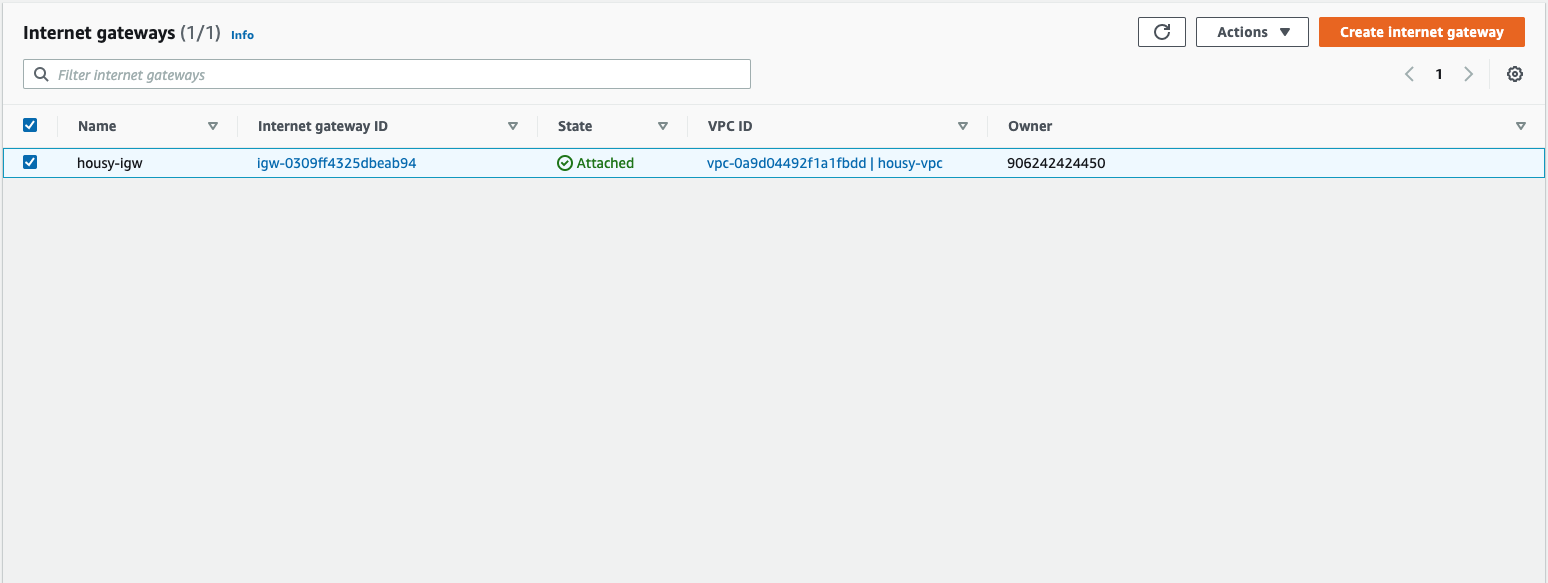 Internet gateways (1/1) Info
Actions
Create internet gateway
Filter internet gateways
1
Name Internet gateway ID State VPC ID Owner
housy-igw igw-0309ff4325dbeab94 Attached vpc-0a9d04492f1a1fbdd | housy-vpc 906242424450